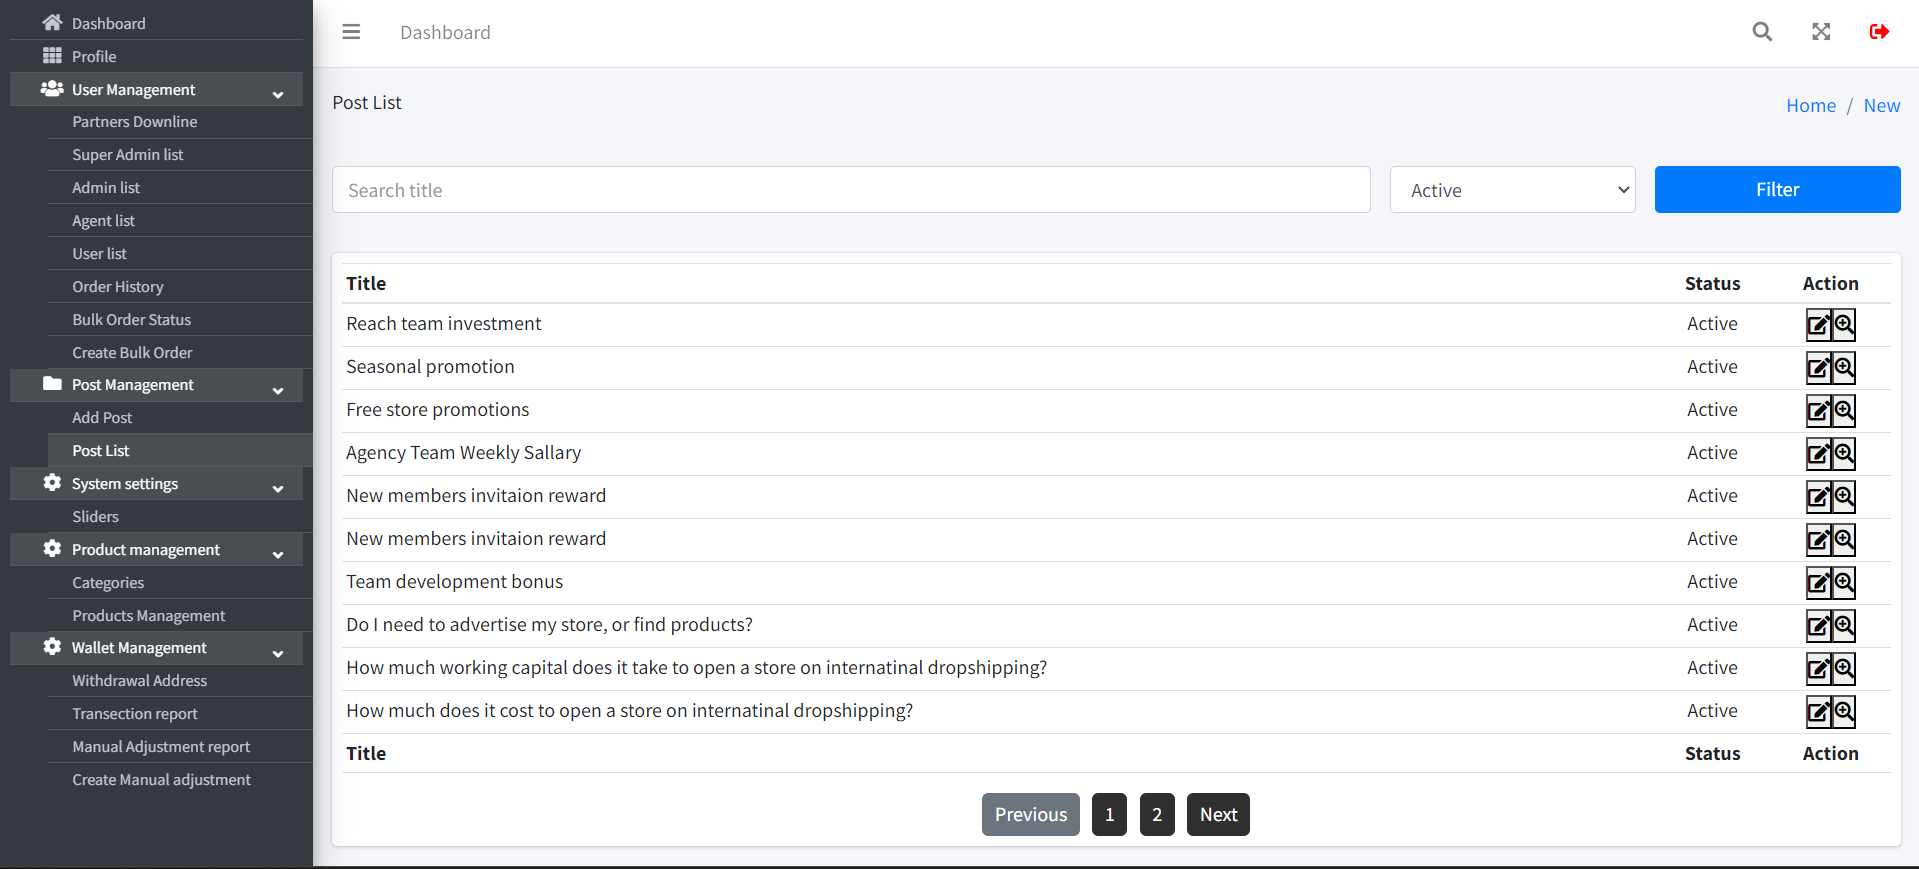 Dashboard
Profile
User Management
Partners Downline
Super Admin list
Admin list
Agent list
User list
Order History
Bulk Order Status
Create Bulk Order
Post Management
Add Post
Post List
System settings
Sliders
Product management
Categories
Products Management
Wallet Management
Withdrawal Address
Transection report
Manual Adjustment report
Create Manual adjustment
Dashboard
Post List
Home / New
Search title
Active
Filter
Title Status Action
Reach team investment Active
Seasonal promotion Active
Free store promotions Active
Agency Team Weekly Sallary Active
New members invitaion reward Active
New members invitaion reward Active
Team development bonus Active
Do I need to advertise my store, or find products? Active
How much working capital does it take to open a store on internatinal dropshipping? Active
How much does it cost to open a store on internatinal dropshipping? Active
Title Status Action
Previous 1 2 Next